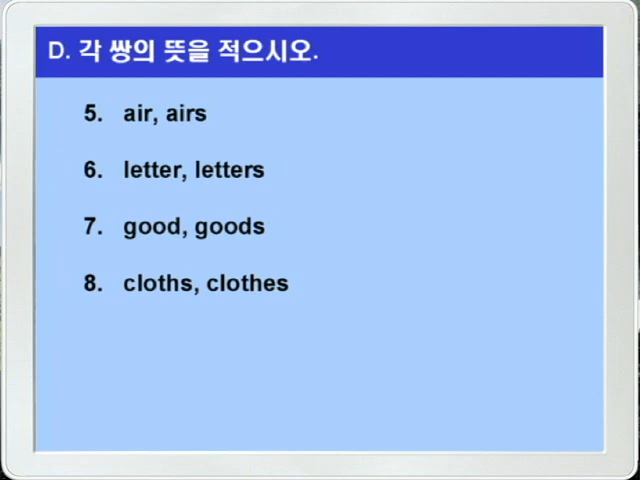 D. 각 쌍의 뜻을 적으시오.
5. air, airs
6. letter, letters
7. good, goods
8. cloths, clothes